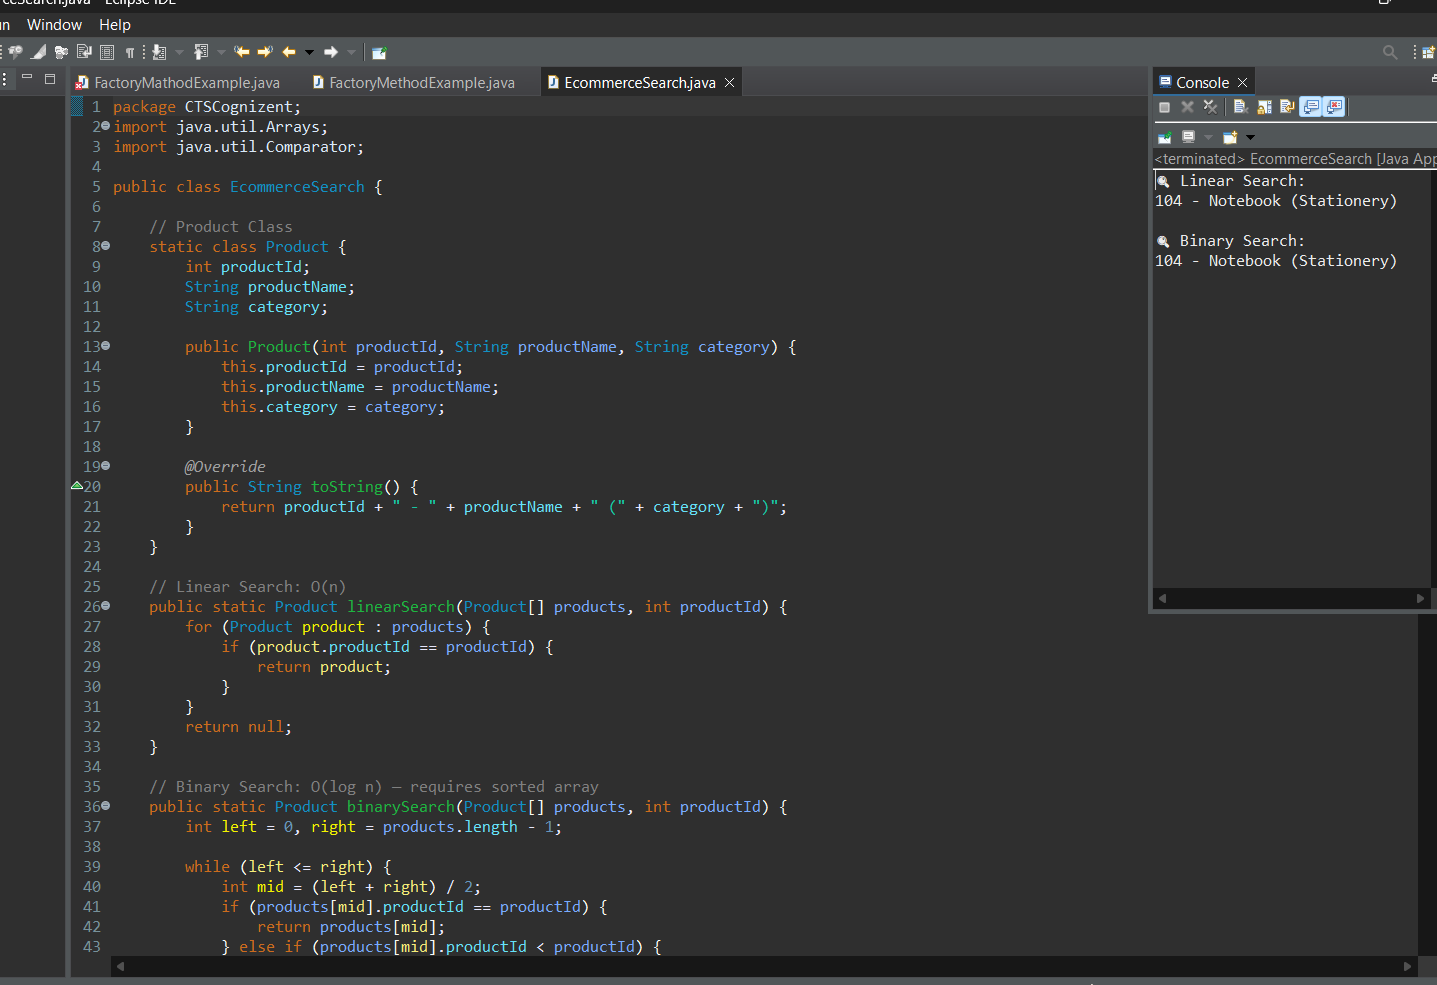 un Window Help
FactoryMathodExample.java FactoryMethodExample.java EcommerceSearch.java
1 package CTSCognizent;
2 import java.util.Arrays;
3 import java.util.Comparator;
4
5 public class EcommerceSearch {
6
7     // Product Class
8     static class Product {
9         int productId;
10         String productName;
11         String category;
12
13         public Product(int productId, String productName, String category) {
14             this.productId = productId;
15             this.productName = productName;
16             this.category = category;
17         }
18
19         @Override
20         public String toString() {
21             return productId + " - " + productName + " (" + category + ")";
22         }
23     }
24
25     // Linear Search: O(n)
26     public static Product linearSearch(Product[] products, int productId) {
27         for (Product product : products) {
28             if (product.productId == productId) {
29                 return product;
30             }
31         }
32         return null;
33     }
34
35     // Binary Search: O(log n) – requires sorted array
36     public static Product binarySearch(Product[] products, int productId) {
37         int left = 0, right = products.length - 1;
38
39         while (left <= right) {
40             int mid = (left + right) / 2;
41             if (products[mid].productId == productId) {
42                 return products[mid];
43             } else if (products[mid].productId < productId) {
Console
<terminated> EcommerceSearch [Java App
🔍 Linear Search:
104 - Notebook (Stationery)
🔍 Binary Search:
104 - Notebook (Stationery)